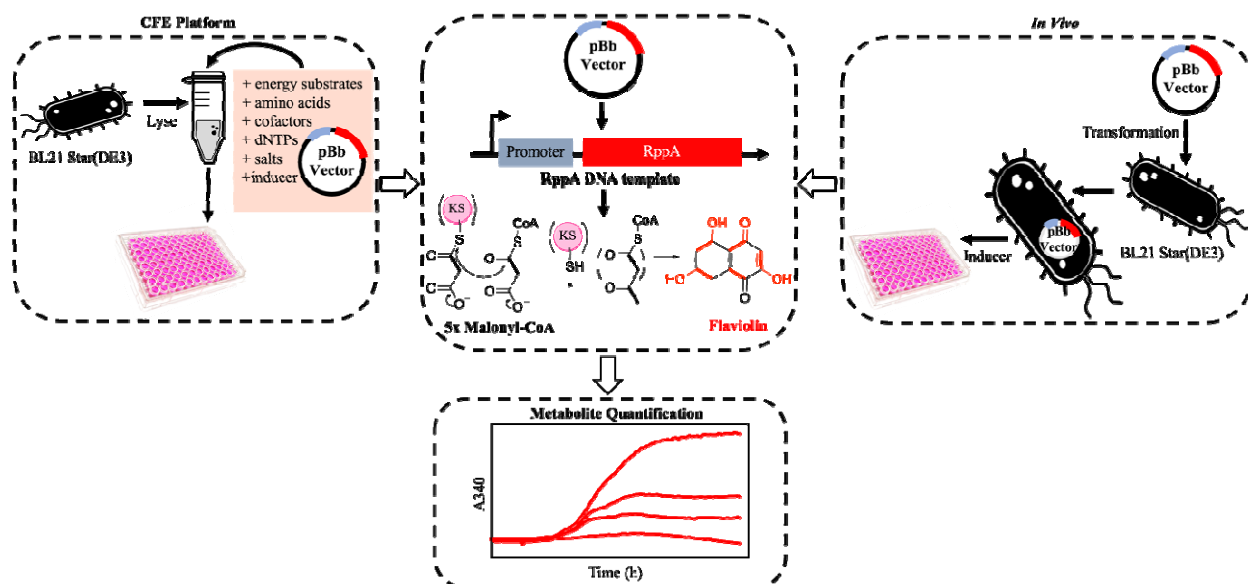 CFE Platform
BL21 Star(DE3)
Lyse
+ energy substrates
+ amino acids
+ cofactors
+ dNTPs
+ salts
+inducer
pBb
Vector
pBb
Vector
Promoter
RppA
RppA DNA template
KS
S
CoA
S
O
O
O
O⁻
O
O⁻
5x Malonyl-CoA
KS
SH
CoA
S
O
O
OH
O
HO
OH
O
Flaviolin
In Vivo
pBb
Vector
Transformation
BL21 Star(DE3)
pBb
Vector
Inducer
Metabolite Quantification
A340
Time (h)